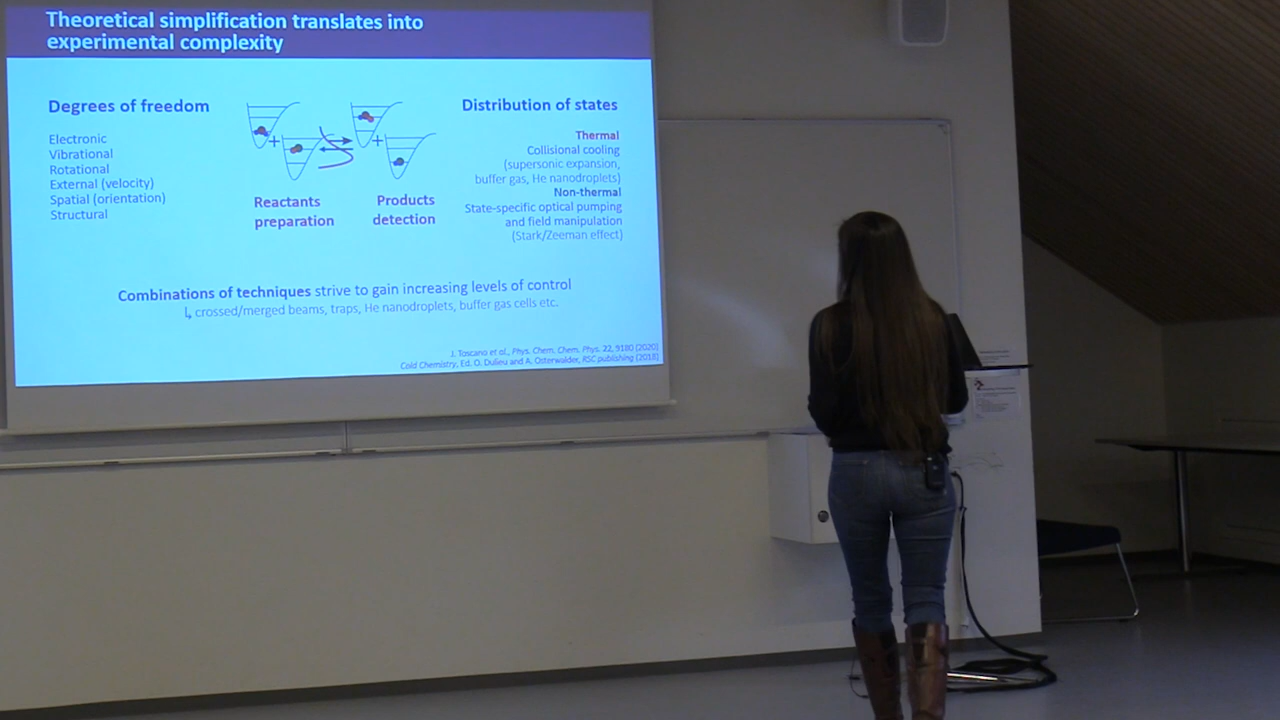 Theoretical simplification translates into
experimental complexity
Degrees of freedom
Electronic
Vibrational
Rotational
External (velocity)
Spatial (orientation)
Structural
+
+
Reactants
preparation
Products
detection
Distribution of states
Thermal
Collisional cooling
(supersonic expansion,
buffer gas, He nanodroplets)
Non-thermal
State-specific optical pumping
and field manipulation
(Stark/Zeeman effect)
Combinations of techniques strive to gain increasing levels of control
↳ crossed/merged beams, traps, He nanodroplets, buffer gas cells etc.
J. Toscano et al., Phys. Chem. Chem. Phys. 22, 9180 (2020)
Cold Chemistry, Ed. O. Dulieu and A. Osterwalder, RSC publishing (2018)